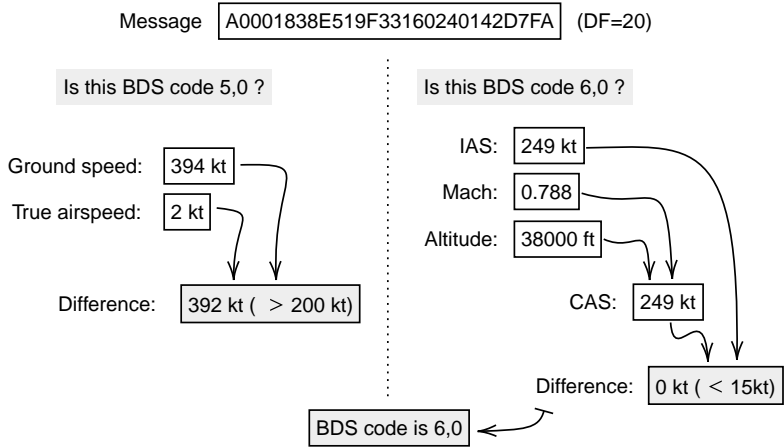 Message A0001838E519F33160240142D7FA (DF=20)
Is this BDS code 5,0 ?
Ground speed: 394 kt
True airspeed: 2 kt
Difference: 392 kt ( > 200 kt)
Is this BDS code 6,0 ?
IAS: 249 kt
Mach: 0.788
Altitude: 38000 ft
CAS: 249 kt
Difference: 0 kt ( < 15kt)
BDS code is 6,0